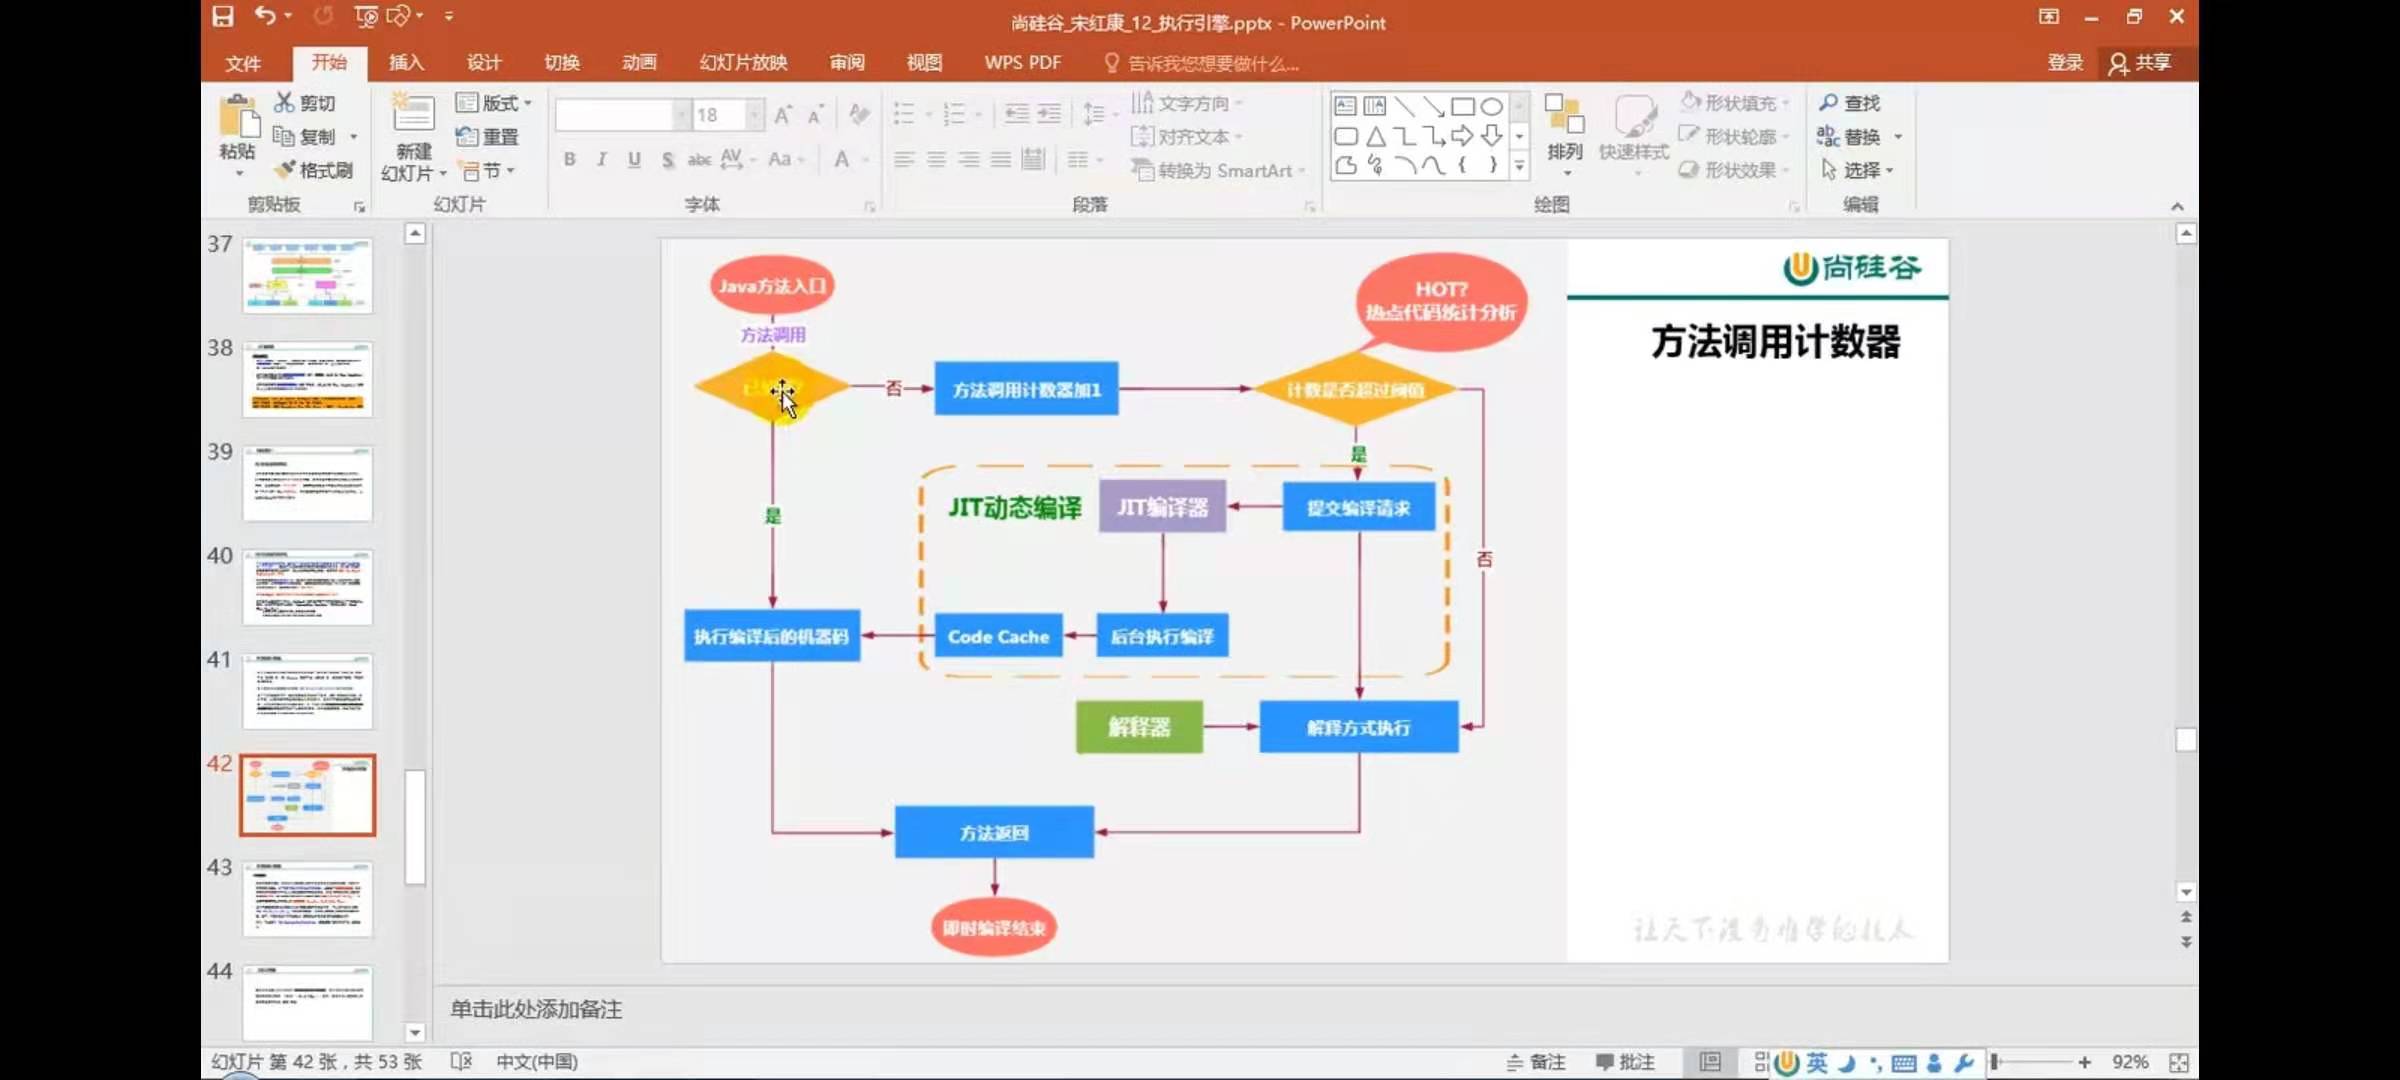 尚硅谷_宋红康_12_执行引擎.pptx - PowerPoint
文件 开始 插入 设计 切换 动画 幻灯片放映 审阅 视图 WPS PDF 告诉我您想要做什么... 登录 共享
粘贴 剪切 复制 格式刷
剪贴板
新建 幻灯片 版式 重置 节
幻灯片
18
B I U S abc AV Aa A
字体
文字方向 对齐文本 转换为 SmartArt
段落
排列 快速样式 形状填充 形状轮廓 形状效果
绘图
查找 替换 选择
编辑
37
38
39
40
41
42
43
44
尚硅谷
方法调用计数器
Java方法入口
方法调用
否
方法调用计数器加1
HOT?
热点代码统计分析
计数是否超过阈值
是
否
是
JIT动态编译
JIT编译器
提交编译请求
执行编译后的机器码
Code Cache
后台执行编译
解释器
解释方式执行
方法返回
即时编译结束
让天下没有难学的技术
单击此处添加备注
幻灯片 第 42 张，共 53 张 中文(中国) 备注 批注 英 92%